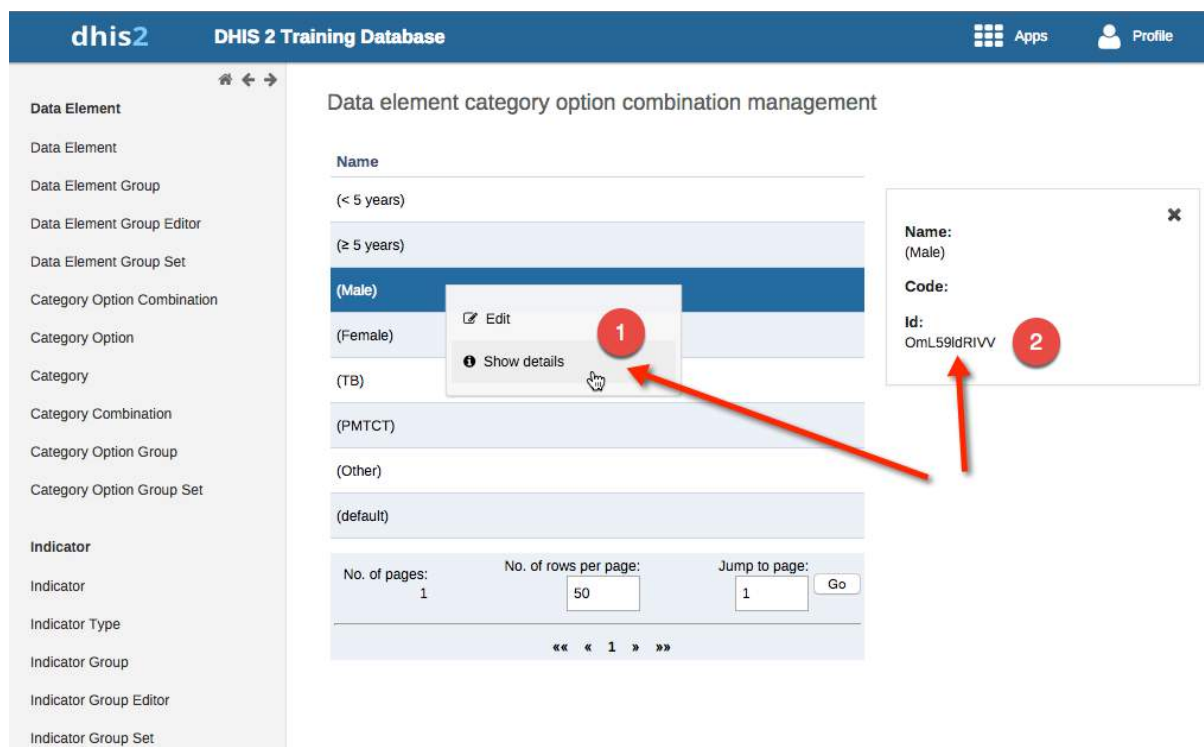 dhis2
DHIS 2 Training Database
Apps
Profile
Data Element
Data Element
Data Element Group
Data Element Group Editor
Data Element Group Set
Category Option Combination
Category Option
Category
Category Combination
Category Option Group
Category Option Group Set
Indicator
Indicator
Indicator Type
Indicator Group
Indicator Group Editor
Indicator Group Set
Data element category option combination management
Name
(< 5 years)
(≥ 5 years)
(Male)
(Female)
(TB)
(PMTCT)
(Other)
(default)
Edit
Show details
1
No. of pages:
1
No. of rows per page:
50
Jump to page:
1
Go
«« « 1 » »»
Name:
(Male)
Code:
Id:
OmL59IdRIVV
2